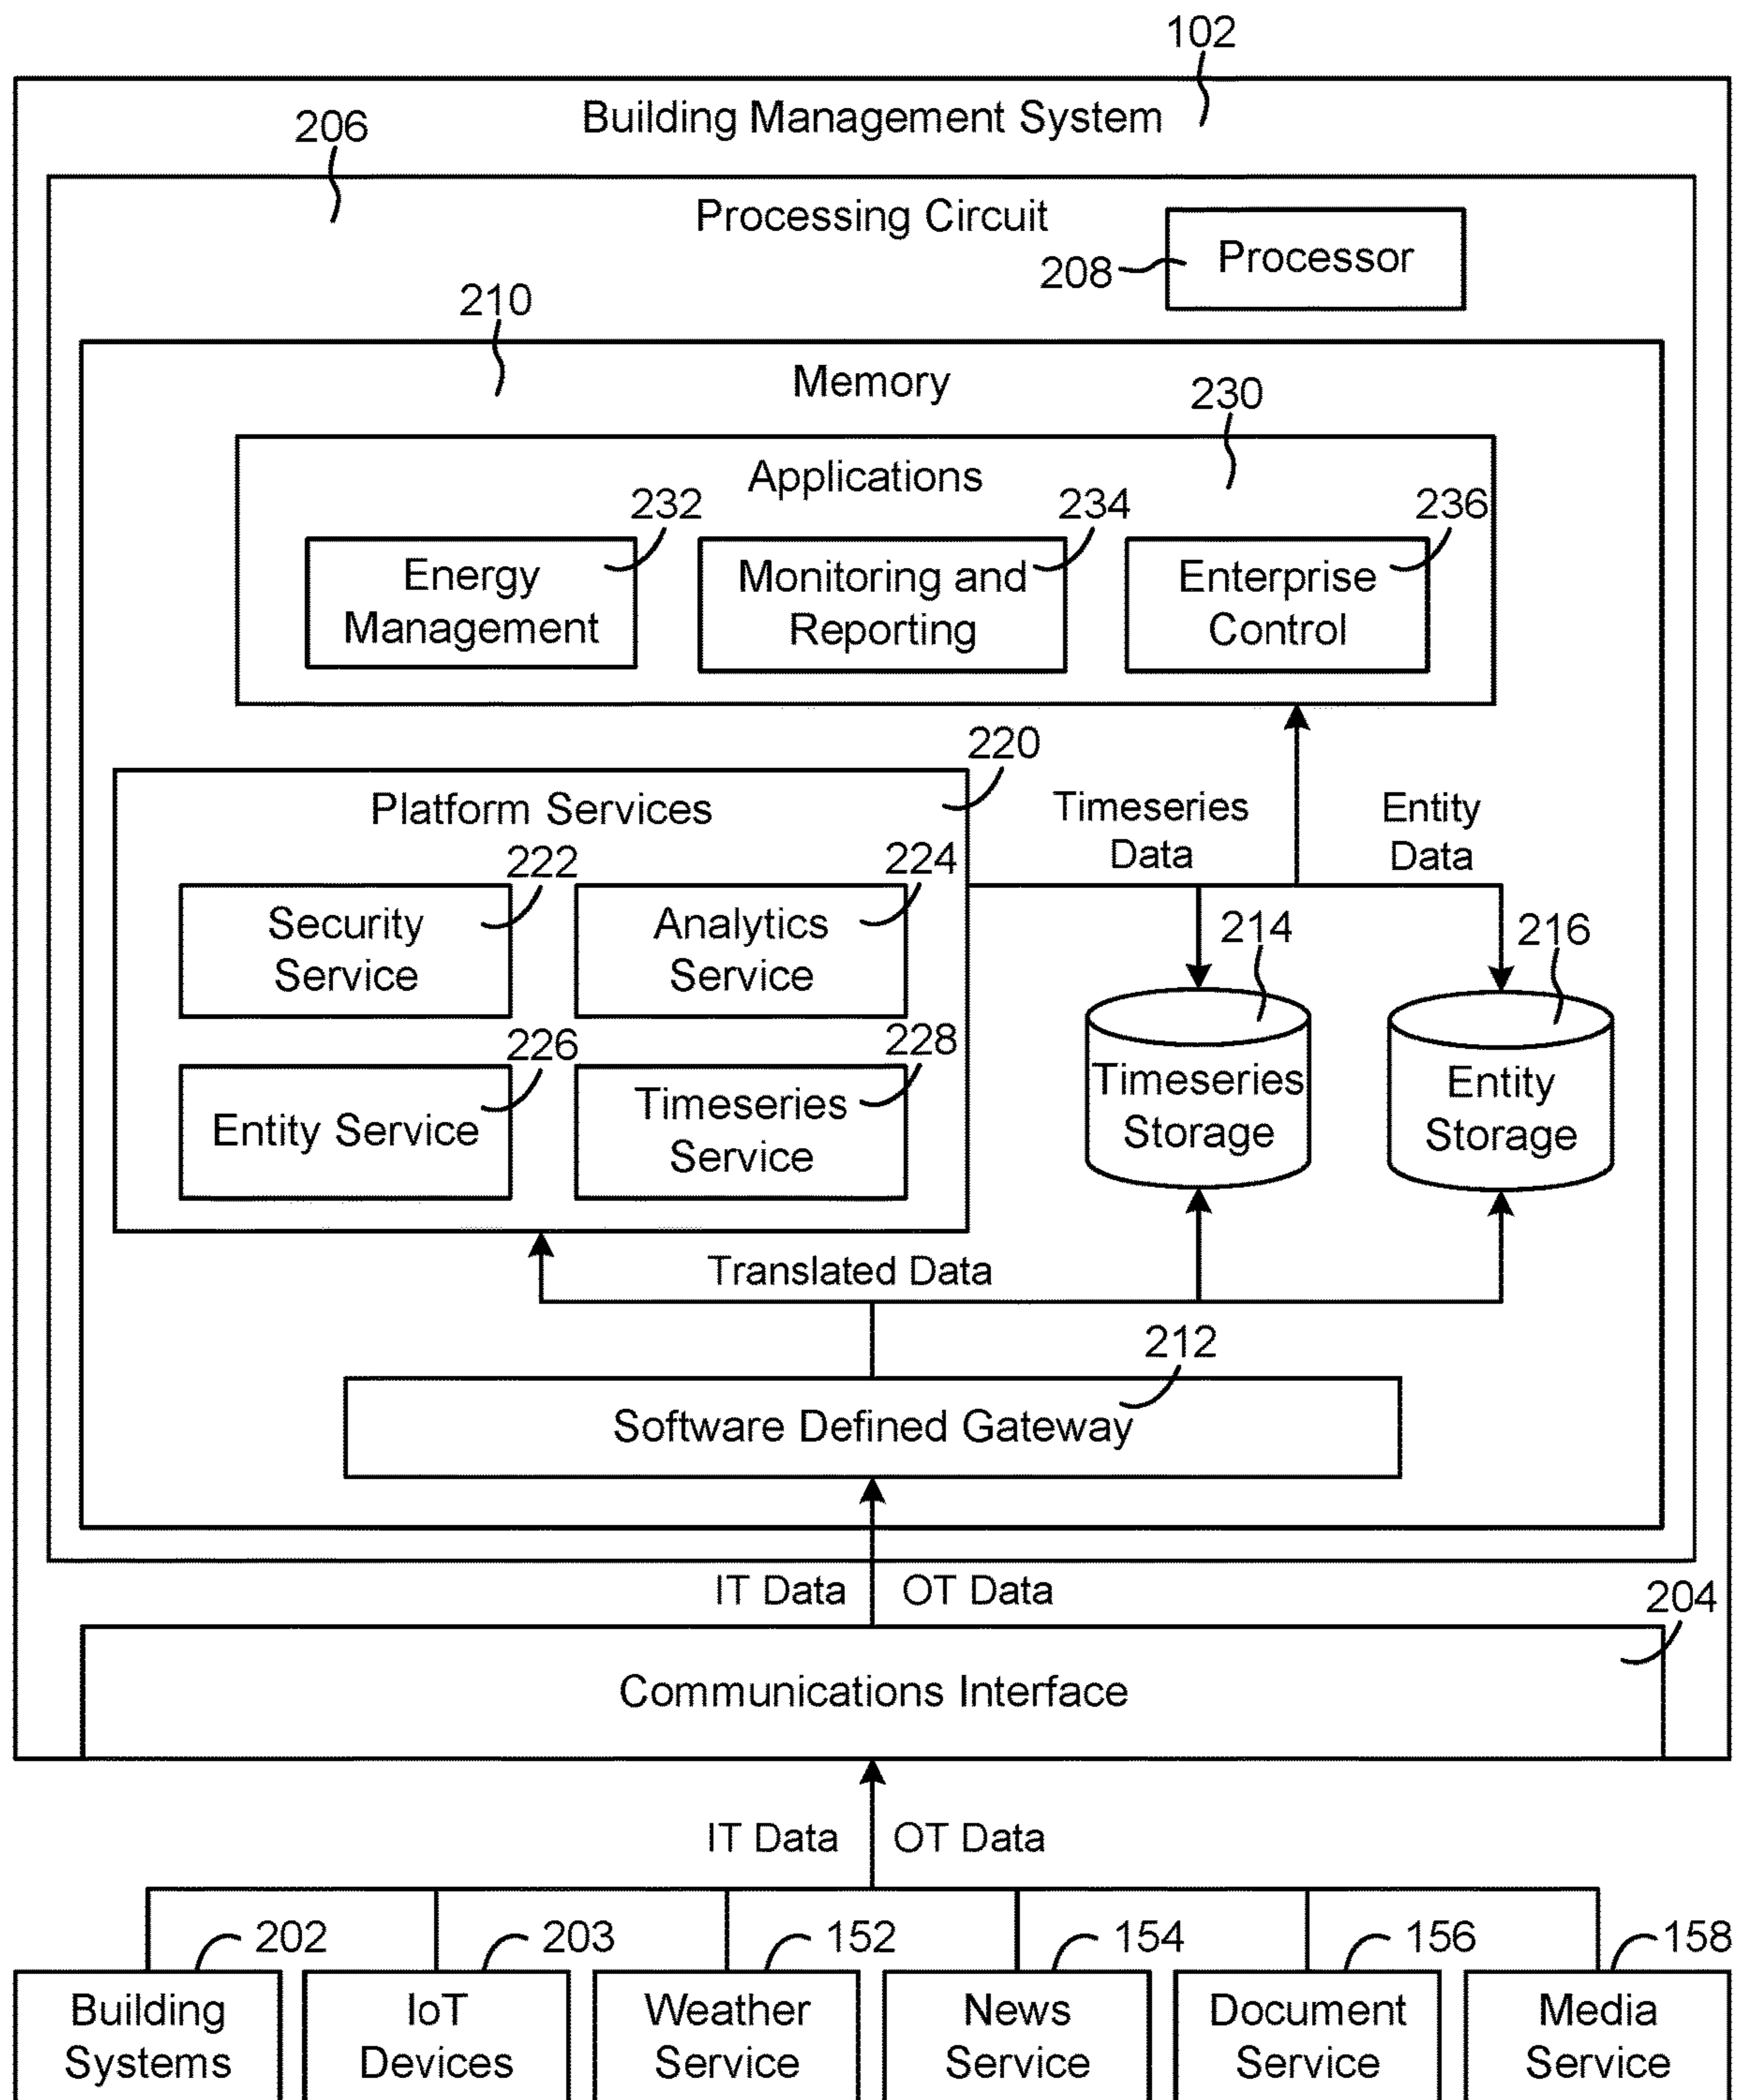 102
Building Management System
206
Processing Circuit
208
Processor
210
Memory
230
Applications
232
234
236
Energy
Management
Monitoring and
Reporting
Enterprise
Control
220
Platform Services
Timeseries
Data
Entity
Data
222
224
Security
Service
Analytics
Service
214
216
226
228
Entity Service
Timeseries
Service
Timeseries
Storage
Entity
Storage
Translated Data
212
Software Defined Gateway
IT Data
OT Data
204
Communications Interface
IT Data
OT Data
202
203
152
154
156
158
Building
Systems
IoT
Devices
Weather
Service
News
Service
Document
Service
Media
Service